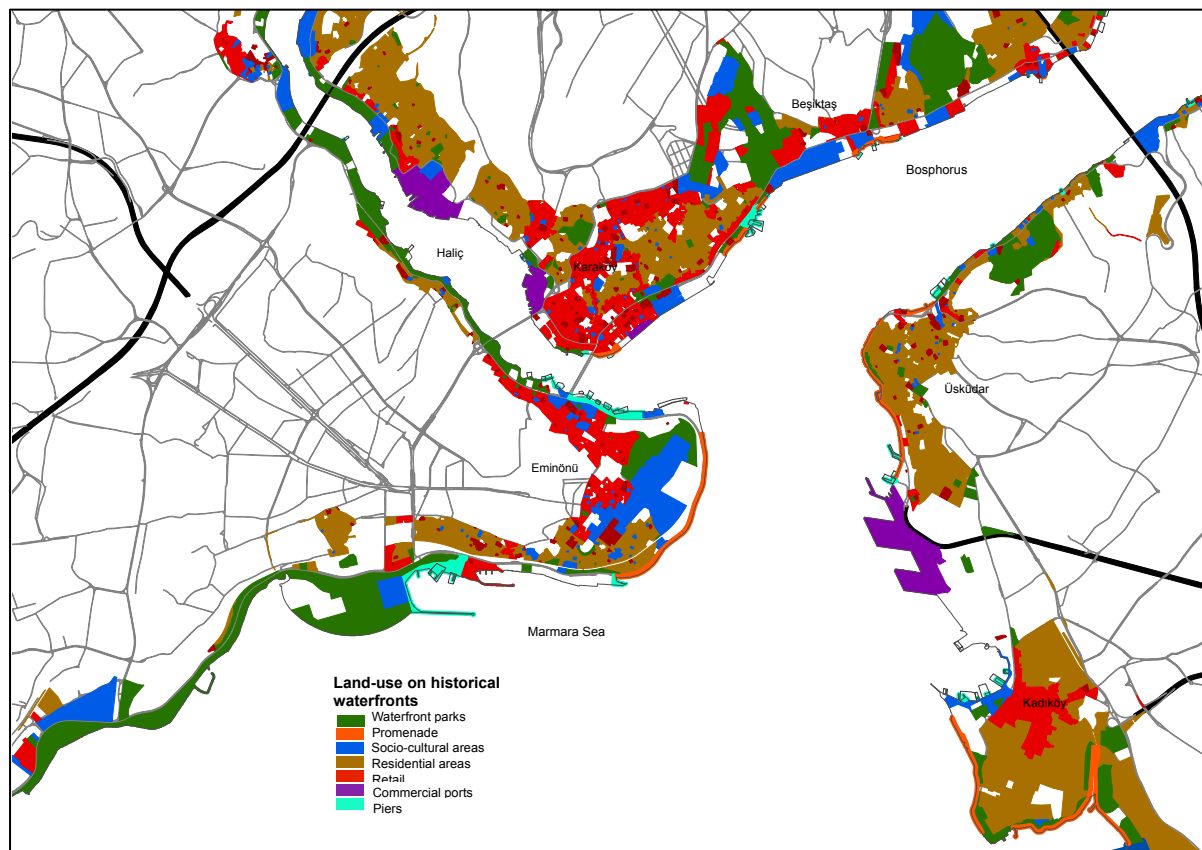 Beşiktaş
Bosphorus
Haliç
Karaköy
Üsküdar
Eminönü
Marmara Sea
Kadıköy
Land-use on historical
waterfronts
Waterfront parks
Promenade
Socio-cultural areas
Residential areas
Retail
Commercial ports
Piers